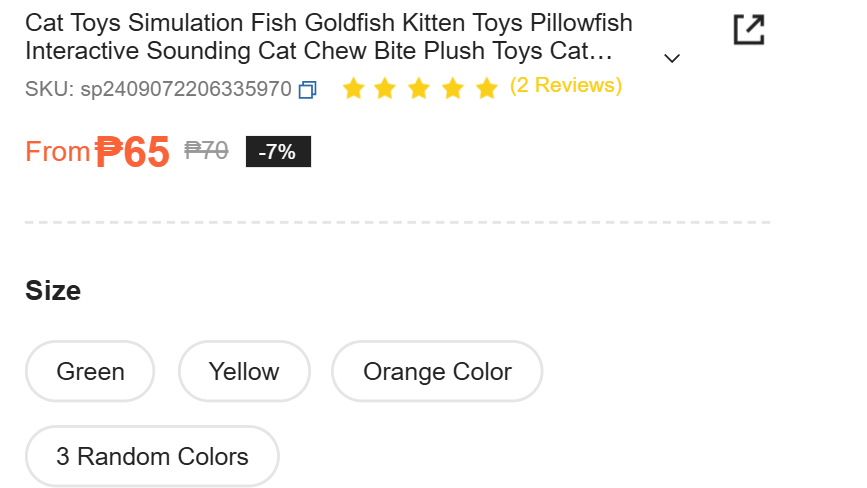 Cat Toys Simulation Fish Goldfish Kitten Toys Pillowfish
Interactive Sounding Cat Chew Bite Plush Toys Cat…
SKU: sp2409072206335970 (2 Reviews)
From ₱65 ₱70 -7%
Size
Green Yellow Orange Color
3 Random Colors